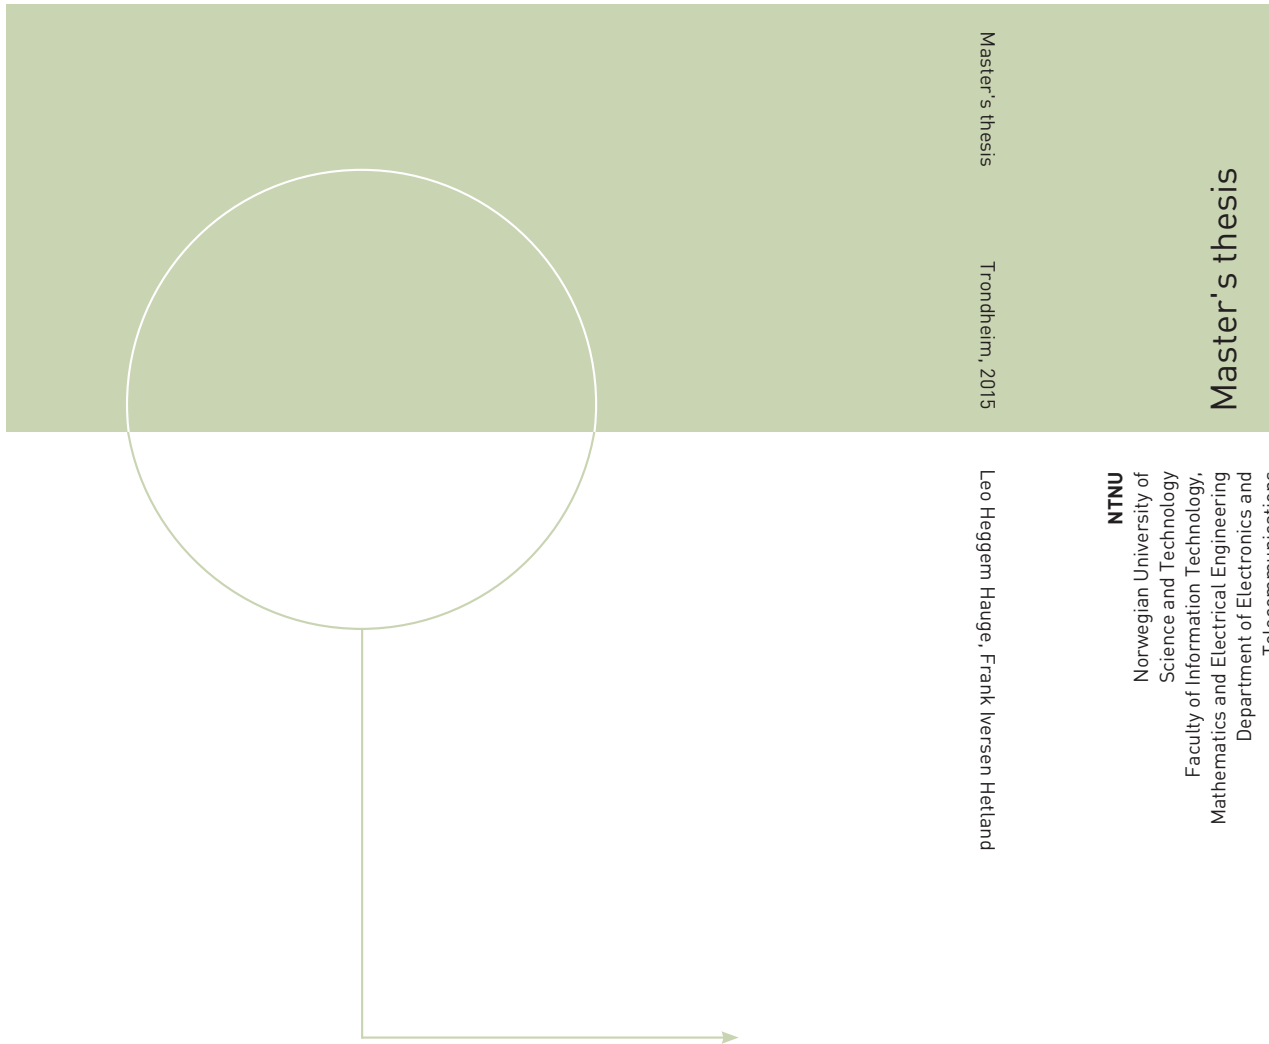 Master's thesis
Trondheim, 2015
Leo Heggem Hauge, Frank Iversen Hetland
Master's thesis
NTNU
Norwegian University of
Science and Technology
Faculty of Information Technology,
Mathematics and Electrical Engineering
Department of Electronics and